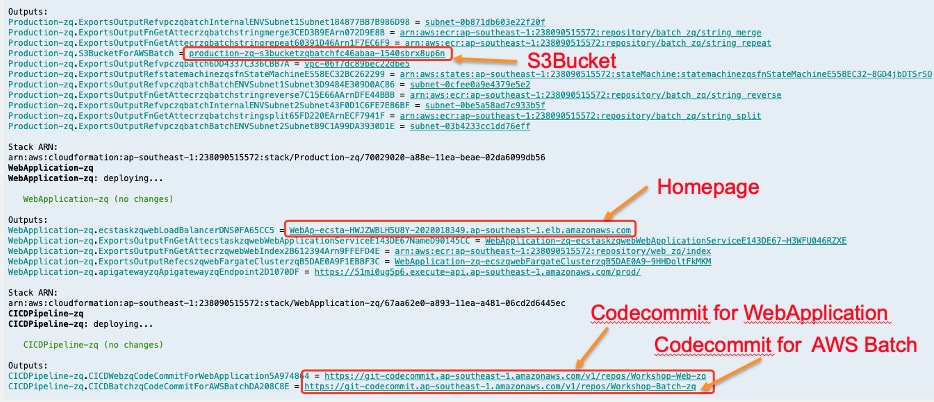 Outputs:
Production-zq.ExportsOutputRefvpczqbatchInternalENVSubnet1Subnet184877BB7B986D98 = subnet-0b871db603e22f20f
Production-zq.ExportsOutputFnGetAttecrzqbatchstringmerge3CED3B9EArn072D9E8B = arn:aws:ecr:ap-southeast-1:238090515572:repository/batch_zq/string_merge
Production-zq.ExportsOutputFnGetAttecrzqbatchstringrepeat60391D46Arn1F7EC6F9 = arn:aws:ecr:ap-southeast-1:238090515572:repository/batch_zq/string_repeat
Production-zq.S3BucketForAWSBatch = production-zq-s3bucketzqbatchfc46abaa-1540sbrx8up6n
S3Bucket
Production-zq.ExportsOutputRefvpczqbatch6DD4337C336CB87A = vpc-06f7dc89bec22dbe5
Production-zq.ExportsOutputRefstatemachinezqsfnStateMachineE558EC32BC262299 = arn:aws:states:ap-southeast-1:238090515572:stateMachine:statemachinezqsfnStateMachineE558EC32-8GD4jbDTSrSD
Production-zq.ExportsOutputRefvpczqbatchBatchENVSubnet1Subnet3D9484E309D0AC86 = subnet-0cfee0a9e4379e5e2
Production-zq.ExportsOutputFnGetAttecrzqbatchstringreverse7C15E66AArnDFE44BBB = arn:aws:ecr:ap-southeast-1:238090515572:repository/batch_zq/string_reverse
Production-zq.ExportsOutputRefvpczqbatchInternalENVSubnet2Subnet43F0D1C6FE7E86BF = subnet-0be5a58ad7c933b5f
Production-zq.ExportsOutputFnGetAttecrzqbatchstringsplit65FD220EArnECF7941F = arn:aws:ecr:ap-southeast-1:238090515572:repository/batch_zq/string_split
Production-zq.ExportsOutputRefvpczqbatchBatchENVSubnet2SubnetB9C1A99DA3930D1E = subnet-03b4233cc1dd76eff
Stack ARN:
arn:aws:cloudformation:ap-southeast-1:238090515572:stack/Production-zq/70029020-a88e-11ea-beae-02da6099db56
WebApplication-zq
WebApplication-zq: deploying...
WebApplication-zq (no changes)
Homepage
Outputs:
WebApplication-zq.ecstaskzqwebLoadBalancerDNS0FA65CC5 = WebAp-ecsta-HWJZWBLH5U8Y-2020018349.ap-southeast-1.elb.amazonaws.com
WebApplication-zq.ExportsOutputFnGetAttecstaskzqwebWebApplicationServiceE143DE67NameD90145CC = WebApplication-zq-ecstaskzqwebWebApplicationServiceE143DE67-H3WFU046RZXE
WebApplication-zq.ExportsOutputFnGetAttecrzqwebWebIndex2B612394Arn9FFEFD4E = arn:aws:ecr:ap-southeast-1:238090515572:repository/web_zq/index
WebApplication-zq.ExportsOutputRefecszqwebFargateClusterzqB5DAE0A9F1EBBF3C = WebApplication-zq-ecszqwebFargateClusterzqB5DAE0A9-9HHDoltFkMKM
WebApplication-zq.apigatewayzqApigatewayzqEndpoint2D1070DF = https://51mi0ug5p6.execute-api.ap-southeast-1.amazonaws.com/prod/
Stack ARN:
arn:aws:cloudformation:ap-southeast-1:238090515572:stack/WebApplication-zq/67aa62e0-a893-11ea-a481-06cd2d6445ec
CICDPipeline-zq
CICDPipeline-zq: deploying...
Codecommit for WebApplication
CICDPipeline-zq (no changes)
Codecommit for AWS Batch
Outputs:
CICDPipeline-zq.CICDWebzqCodeCommitForWebApplication5A974864 = https://git-codecommit.ap-southeast-1.amazonaws.com/v1/repos/Workshop-Web-zq
CICDPipeline-zq.CICDBatchzqCodeCommitForAWSBatchDA208C8E = https://git-codecommit.ap-southeast-1.amazonaws.com/v1/repos/Workshop-Batch-zq